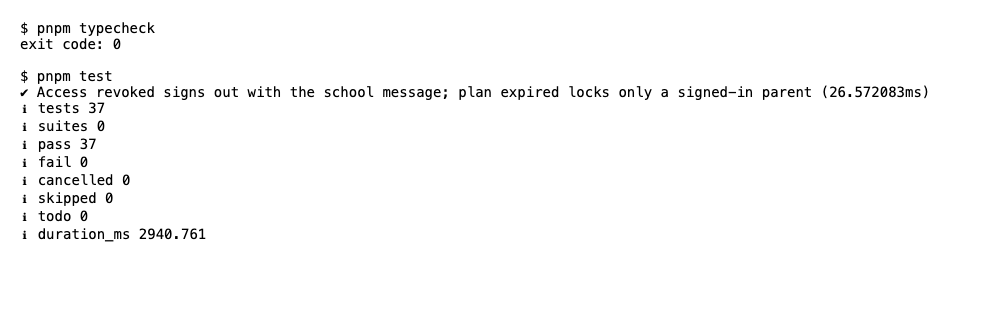 $ pnpm typecheck
exit code: 0
$ pnpm test
✔ Access revoked signs out with the school message; plan expired locks only a signed-in parent (26.572083ms)
ℹ tests 37
ℹ suites 0
ℹ pass 37
ℹ fail 0
ℹ cancelled 0
ℹ skipped 0
ℹ todo 0
ℹ duration_ms 2940.761